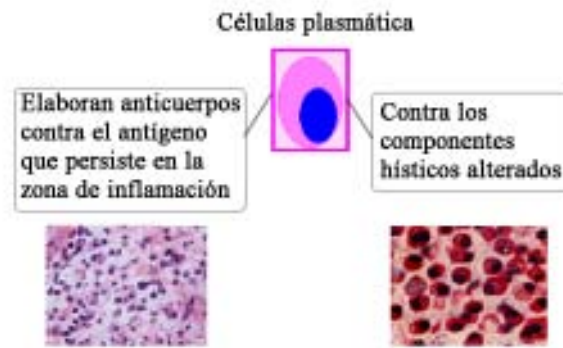 Células plasmática
Elaboran anticuerpos
contra el antígeno
que persiste en la
zona de inflamación
Contra los
componentes
hísticos alterados